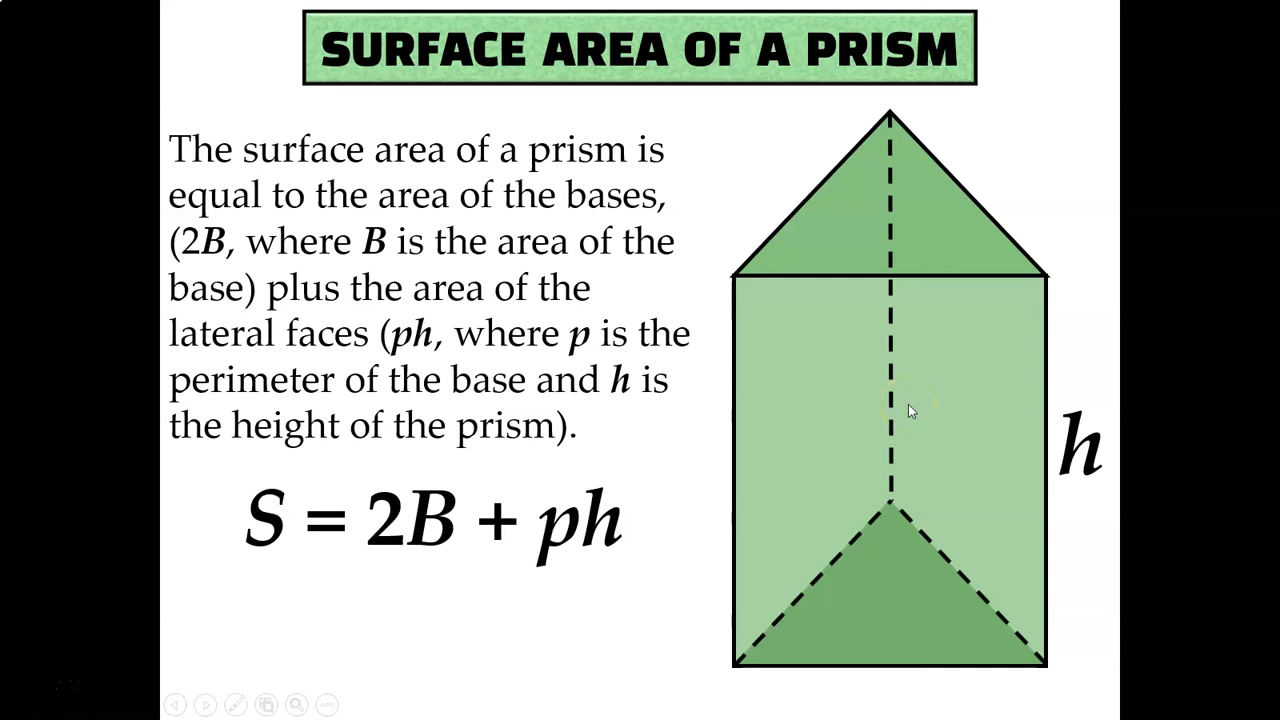 SURFACE AREA OF A PRISM
The surface area of a prism is
equal to the area of the bases,
(2B, where B is the area of the
base) plus the area of the
lateral faces (ph, where p is the
perimeter of the base and h is
the height of the prism).
S = 2B + ph
h